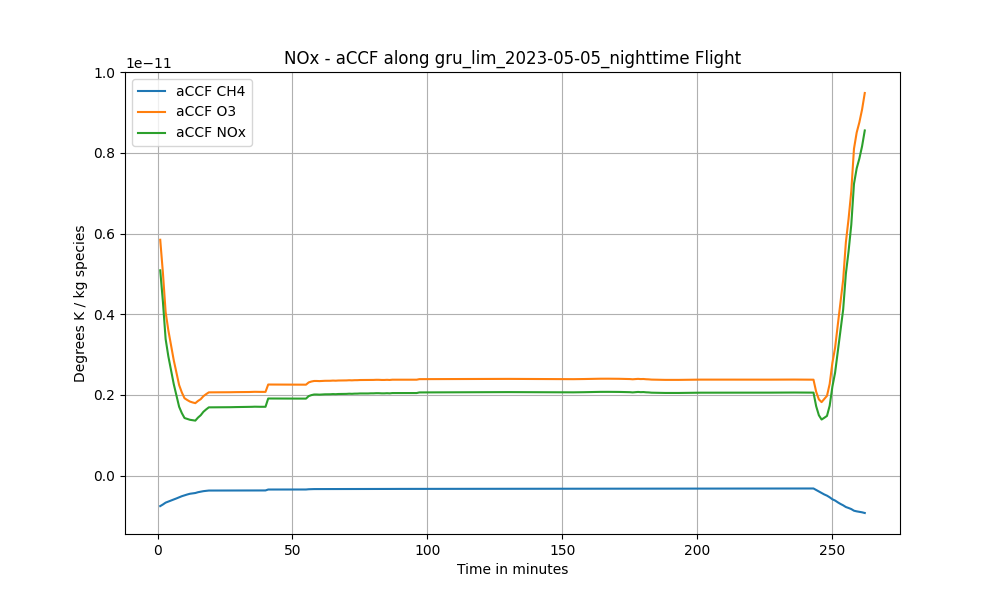 NOx - aCCF along gru_lim_2023-05-05_nighttime Flight
1e−11
1.0
0.8
0.6
0.4
0.2
0.0
Degrees K / kg species
aCCF CH4
aCCF O3
aCCF NOx
0 50 100 150 200 250
Time in minutes